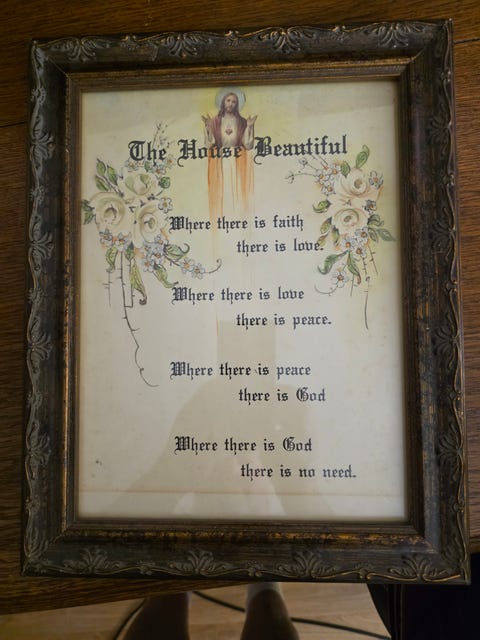 The House Beautiful
Where there is faith
there is love.
Where there is love
there is peace.
Where there is peace
there is God
Where there is God
there is no need.